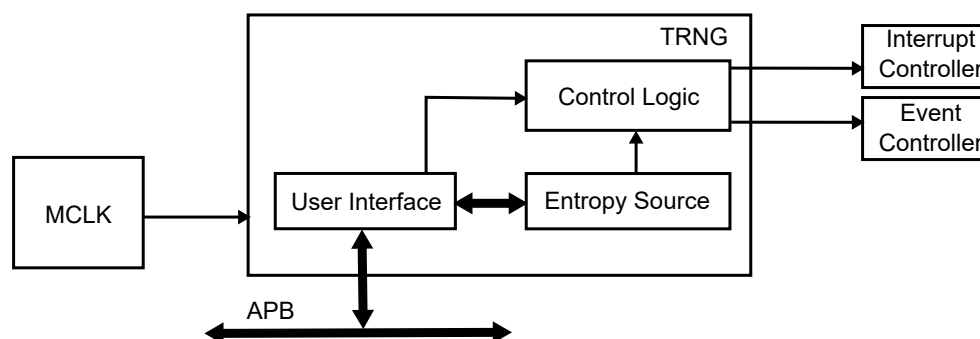 TRNG
Interrupt
Controller
Control Logic
Event
Controller
MCLK
User Interface
Entropy Source
APB